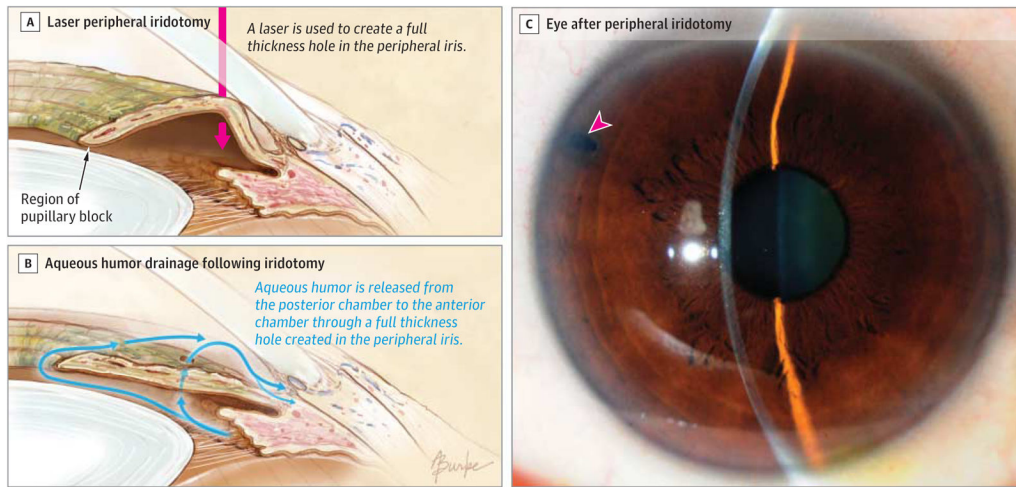 A Laser peripheral iridotomy
A laser is used to create a full
thickness hole in the peripheral iris.
Region of
pupillary block
B Aqueous humor drainage following iridotomy
Aqueous humor is released from
the posterior chamber to the anterior
chamber through a full thickness
hole created in the peripheral iris.
ABurke
C Eye after peripheral iridotomy